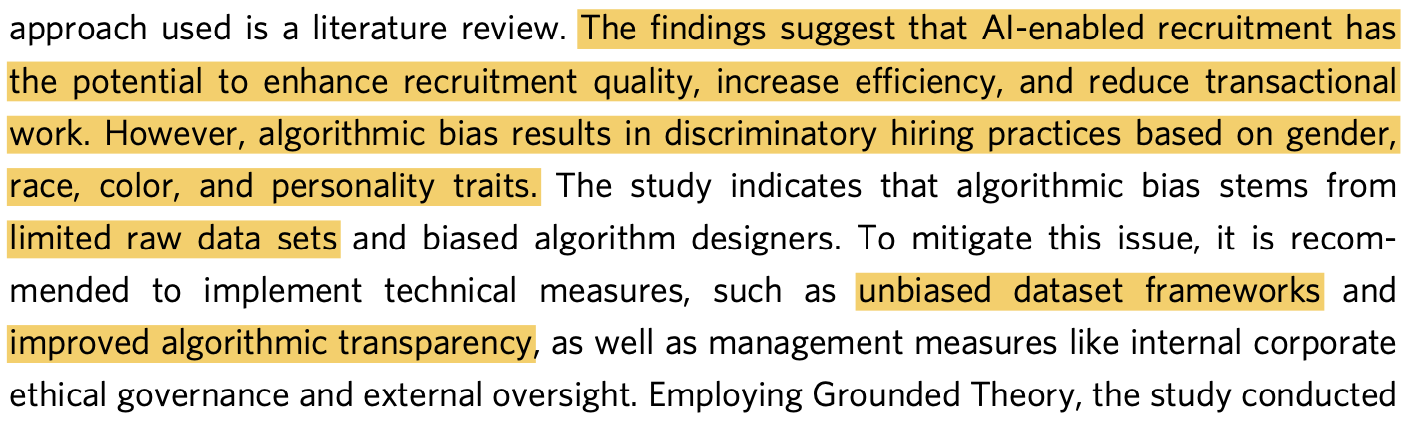 approach used is a literature review. The findings suggest that AI-enabled recruitment has
the potential to enhance recruitment quality, increase efficiency, and reduce transactional
work. However, algorithmic bias results in discriminatory hiring practices based on gender,
race, color, and personality traits. The study indicates that algorithmic bias stems from
limited raw data sets and biased algorithm designers. To mitigate this issue, it is recom-
mended to implement technical measures, such as unbiased dataset frameworks and
improved algorithmic transparency, as well as management measures like internal corporate
ethical governance and external oversight. Employing Grounded Theory, the study conducted